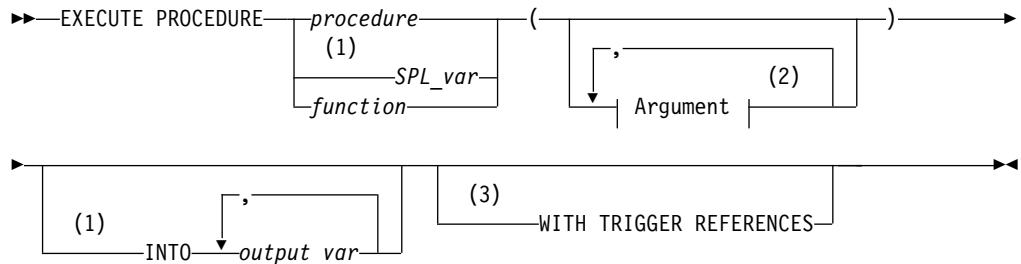 EXECUTE PROCEDURE procedure ( )
(1) ,
SPL_var (2)
function Argument
(1) , (3)
INTO output var WITH TRIGGER REFERENCES